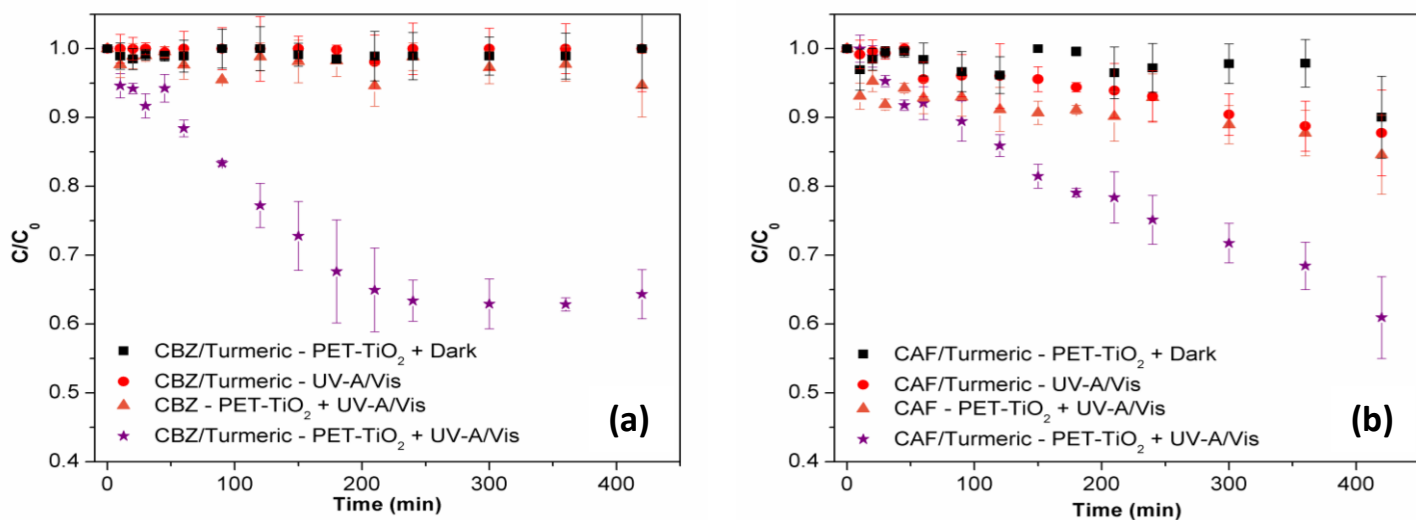 1.0
0.9
0.8
0.7
0.6
0.5
0.4
C/C₀
0 100 200 300 400
Time (min)
CBZ/Turmeric - PET-TiO₂ + Dark
CBZ/Turmeric - UV-A/Vis
CBZ - PET-TiO₂ + UV-A/Vis
CBZ/Turmeric - PET-TiO₂ + UV-A/Vis
(a)
1.0
0.9
0.8
0.7
0.6
0.5
0.4
C/C₀
0 100 200 300 400
Time (min)
CAF/Turmeric - PET-TiO₂ + Dark
CAF/Turmeric - UV-A/Vis
CAF - PET-TiO₂ + UV-A/Vis
CAF/Turmeric - PET-TiO₂ + UV-A/Vis
(b)